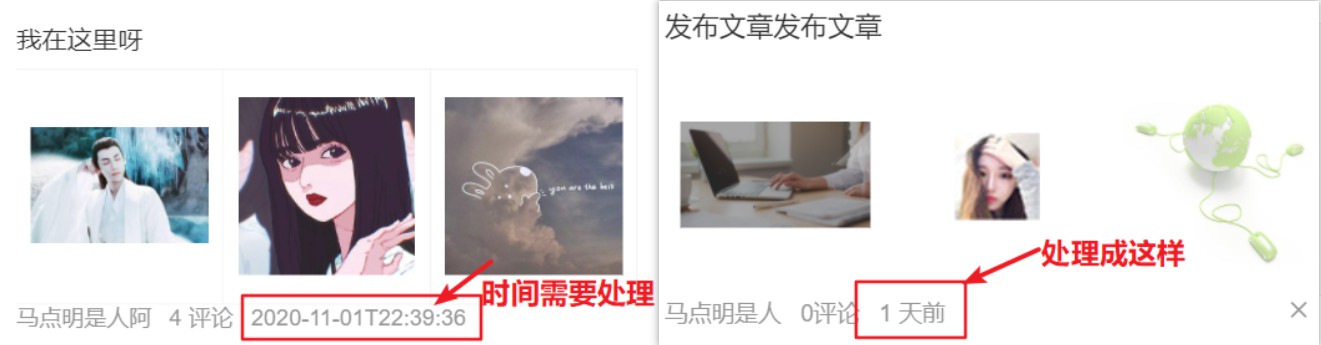 我在这里呀
you are the best
时间需要处理
马点明是人阿 4 评论 2020-11-01T22:39:36
发布文章发布文章
处理成这样
马点明是人 0评论 1 天前